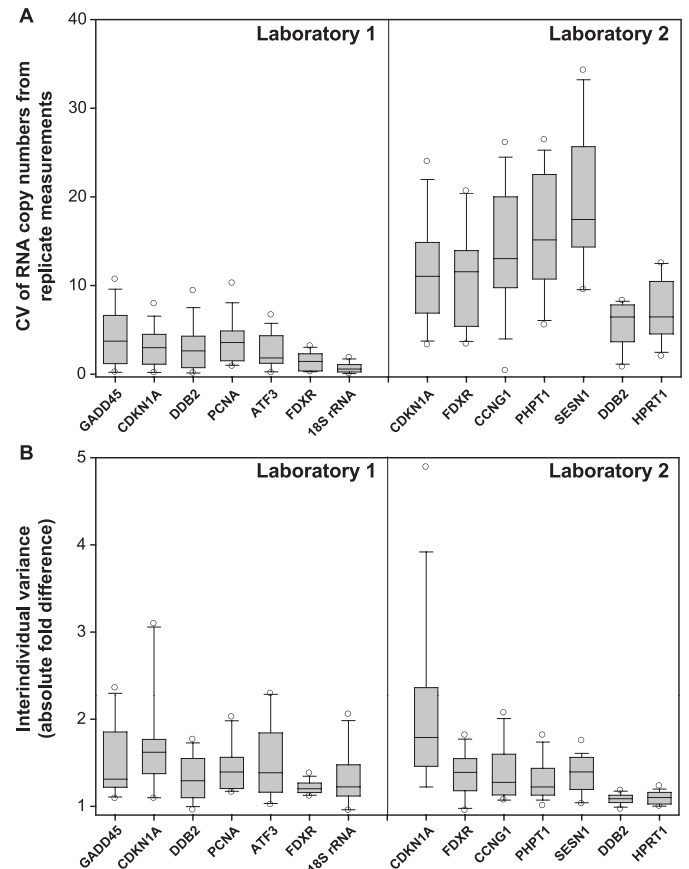 A
Laboratory 1
Laboratory 2
CV of RNA copy numbers from
replicate measurements
40
30
20
10
0
GADD45
CDKN1A
DDB2
PCNA
ATF3
FDXR
18S rRNA
CDKN1A
FDXR
CCNG1
PHPT1
SESN1
DDB2
HPRT1
B
Laboratory 1
Laboratory 2
Interindividual variance
(absolute fold difference)
5
4
3
2
1
GADD45
CDKN1A
DDB2
PCNA
ATF3
FDXR
18S rRNA
CDKN1A
FDXR
CCNG1
PHPT1
SESN1
DDB2
HPRT1